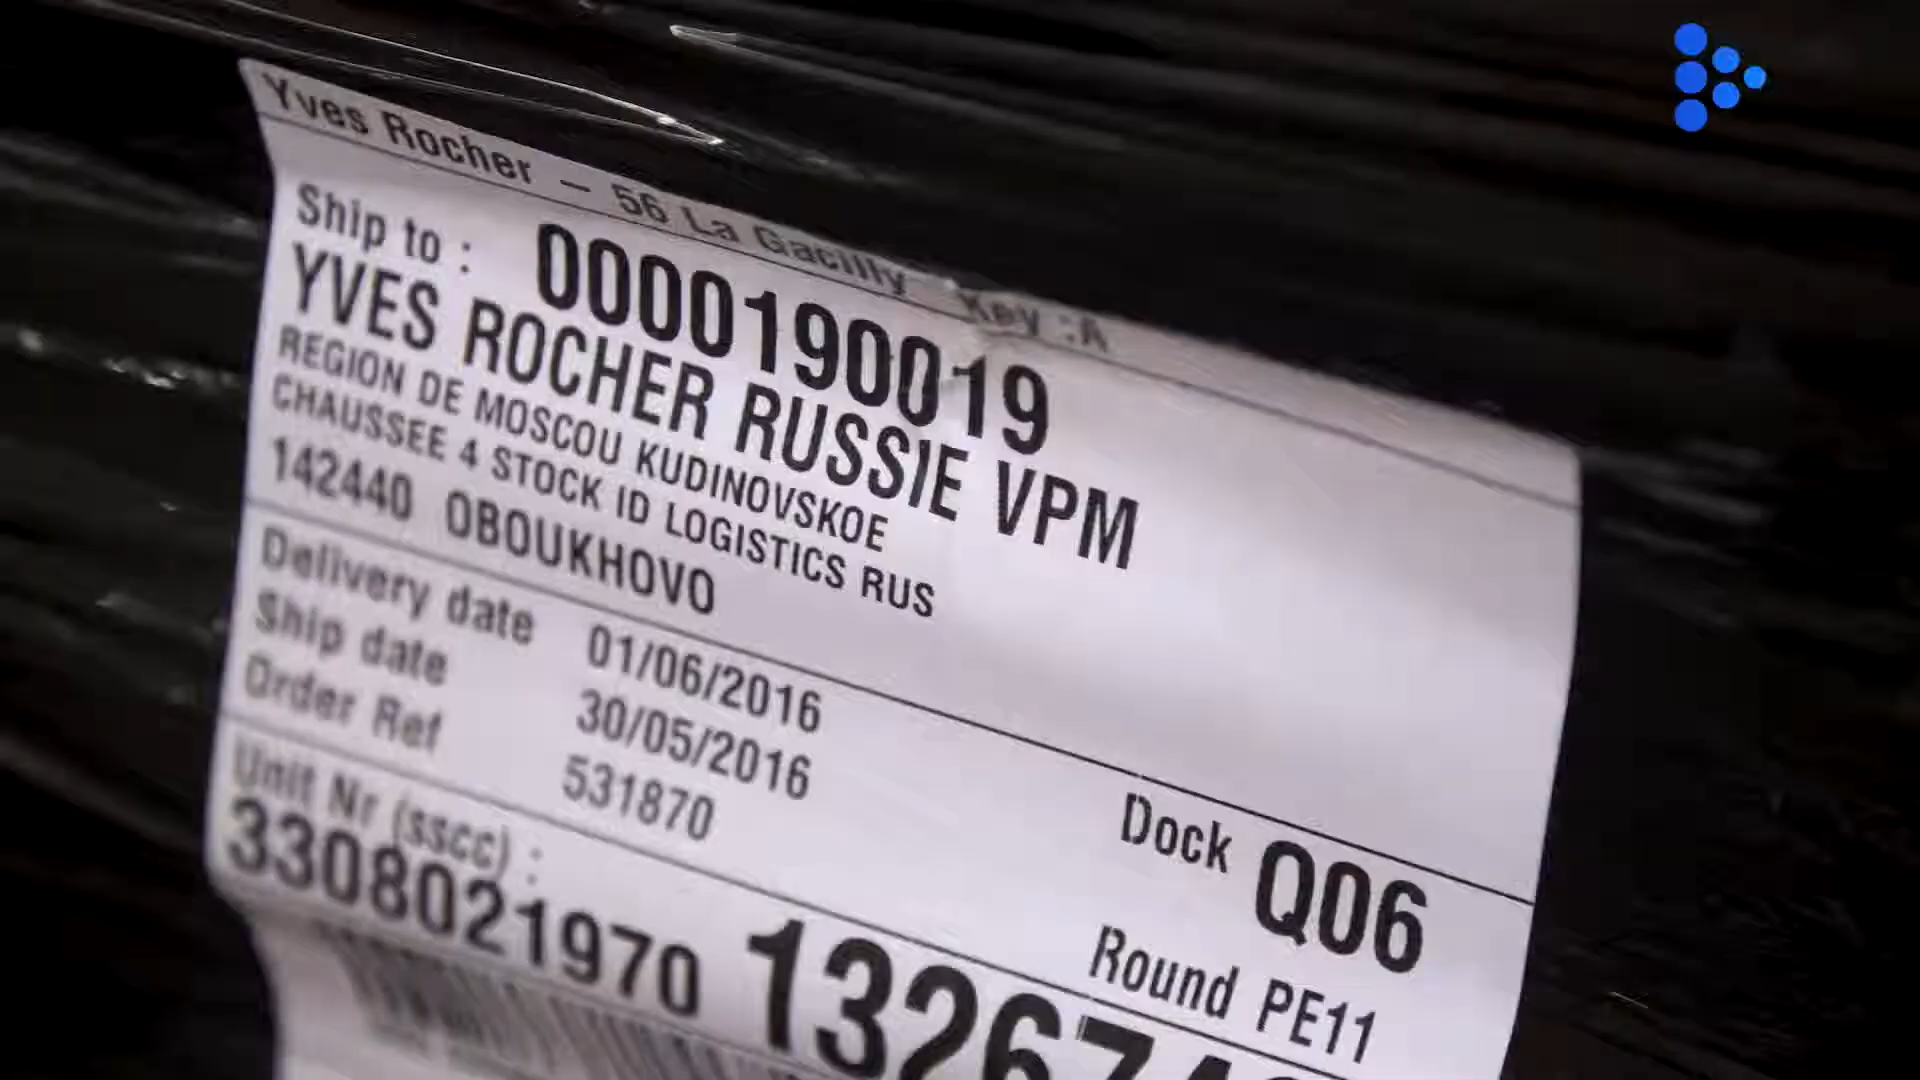 Yves Rocher – 56 La Gacilly Key :A
Ship to : 0000190019
YVES ROCHER RUSSIE VPM
REGION DE MOSCOU KUDINOVSKOE
CHAUSSEE 4 STOCK ID LOGISTICS RUS
142440 OBOUKHOVO
Delivery date 01/06/2016
Ship date 30/05/2016
Order Ref 531870
Dock Q06
Round PE11
Unit Nr (sscc) :
3308021970 13267